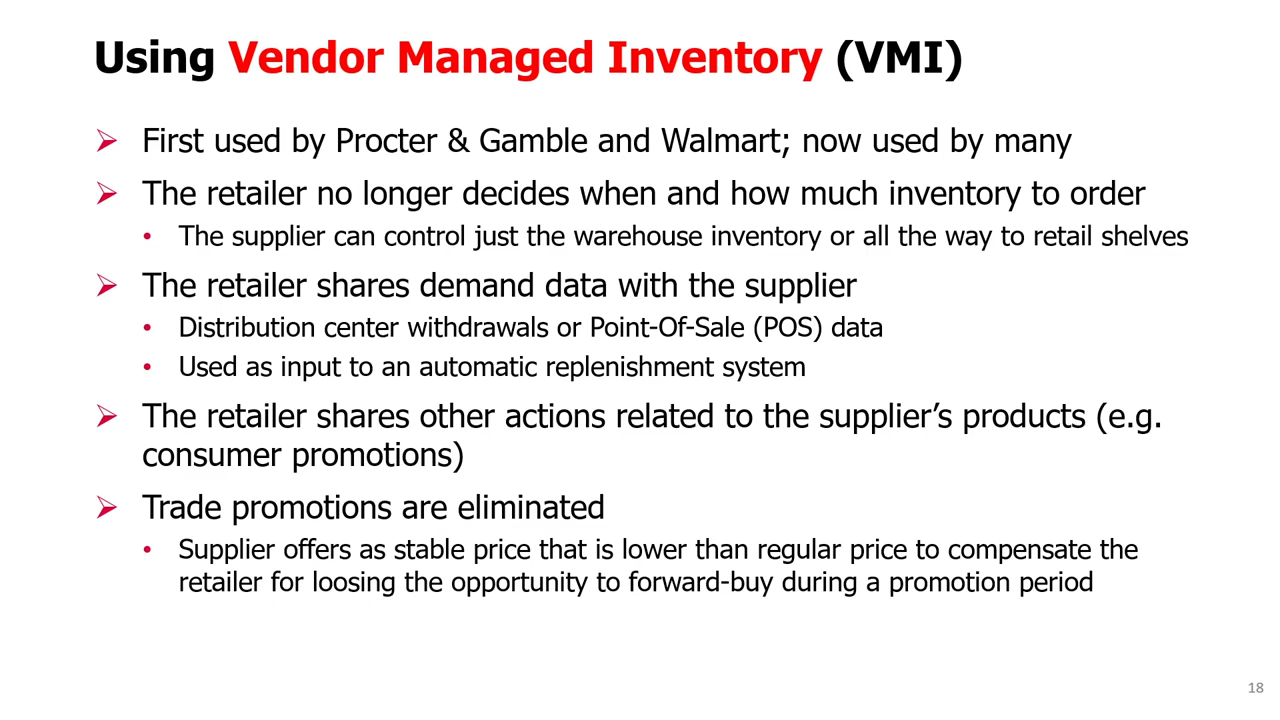 Using Vendor Managed Inventory (VMI)
➢ First used by Procter & Gamble and Walmart; now used by many
➢ The retailer no longer decides when and how much inventory to order
• The supplier can control just the warehouse inventory or all the way to retail shelves
➢ The retailer shares demand data with the supplier
• Distribution center withdrawals or Point-Of-Sale (POS) data
• Used as input to an automatic replenishment system
➢ The retailer shares other actions related to the supplier’s products (e.g.
consumer promotions)
➢ Trade promotions are eliminated
• Supplier offers as stable price that is lower than regular price to compensate the
retailer for loosing the opportunity to forward-buy during a promotion period
18